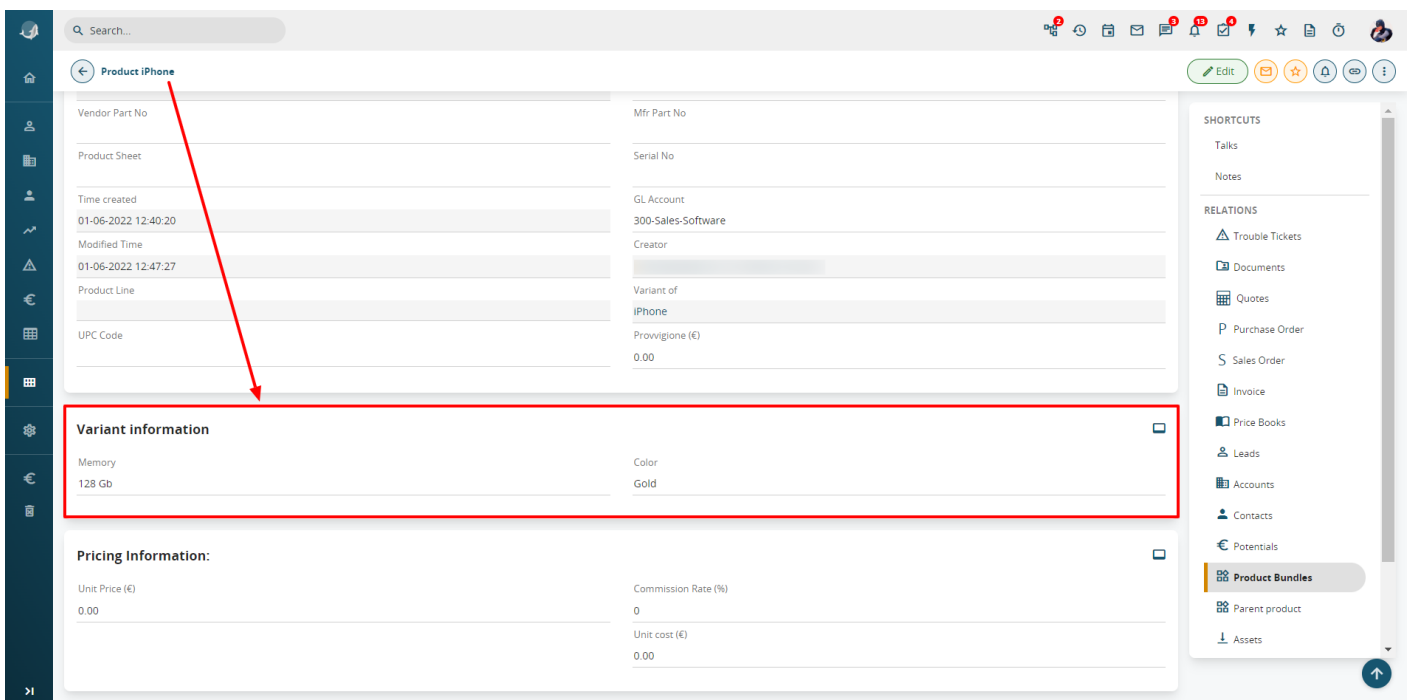 Search...
2
3
13
4
Product iPhone
Edit
Vendor Part No
Mfr Part No
Product Sheet
Serial No
Time created
01-06-2022 12:40:20
GL Account
300-Sales-Software
Modified Time
01-06-2022 12:47:27
Creator
Product Line
Variant of
iPhone
UPC Code
Provvigione (€)
0.00
Variant information
Memory
128 Gb
Color
Gold
Pricing Information:
Unit Price (€)
0.00
Commission Rate (%)
0
Unit cost (€)
0.00
SHORTCUTS
Talks
Notes
RELATIONS
Trouble Tickets
Documents
Quotes
P Purchase Order
S Sales Order
Invoice
Price Books
Leads
Accounts
Contacts
€ Potentials
Product Bundles
Parent product
Assets